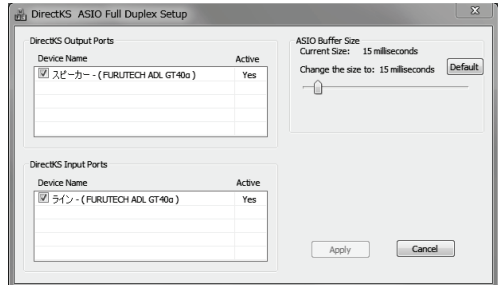 DirectKS ASIO Full Duplex Setup
DirectKS Output Ports
Device Name Active
スピーカー - ( FURUTECH ADL GT40α ) Yes
ASIO Buffer Size
Current Size: 15 milliseconds
Change the size to: 15 milliseconds
Default
DirectKS Input Ports
Device Name Active
ライン - ( FURUTECH ADL GT40α ) Yes
Apply
Cancel